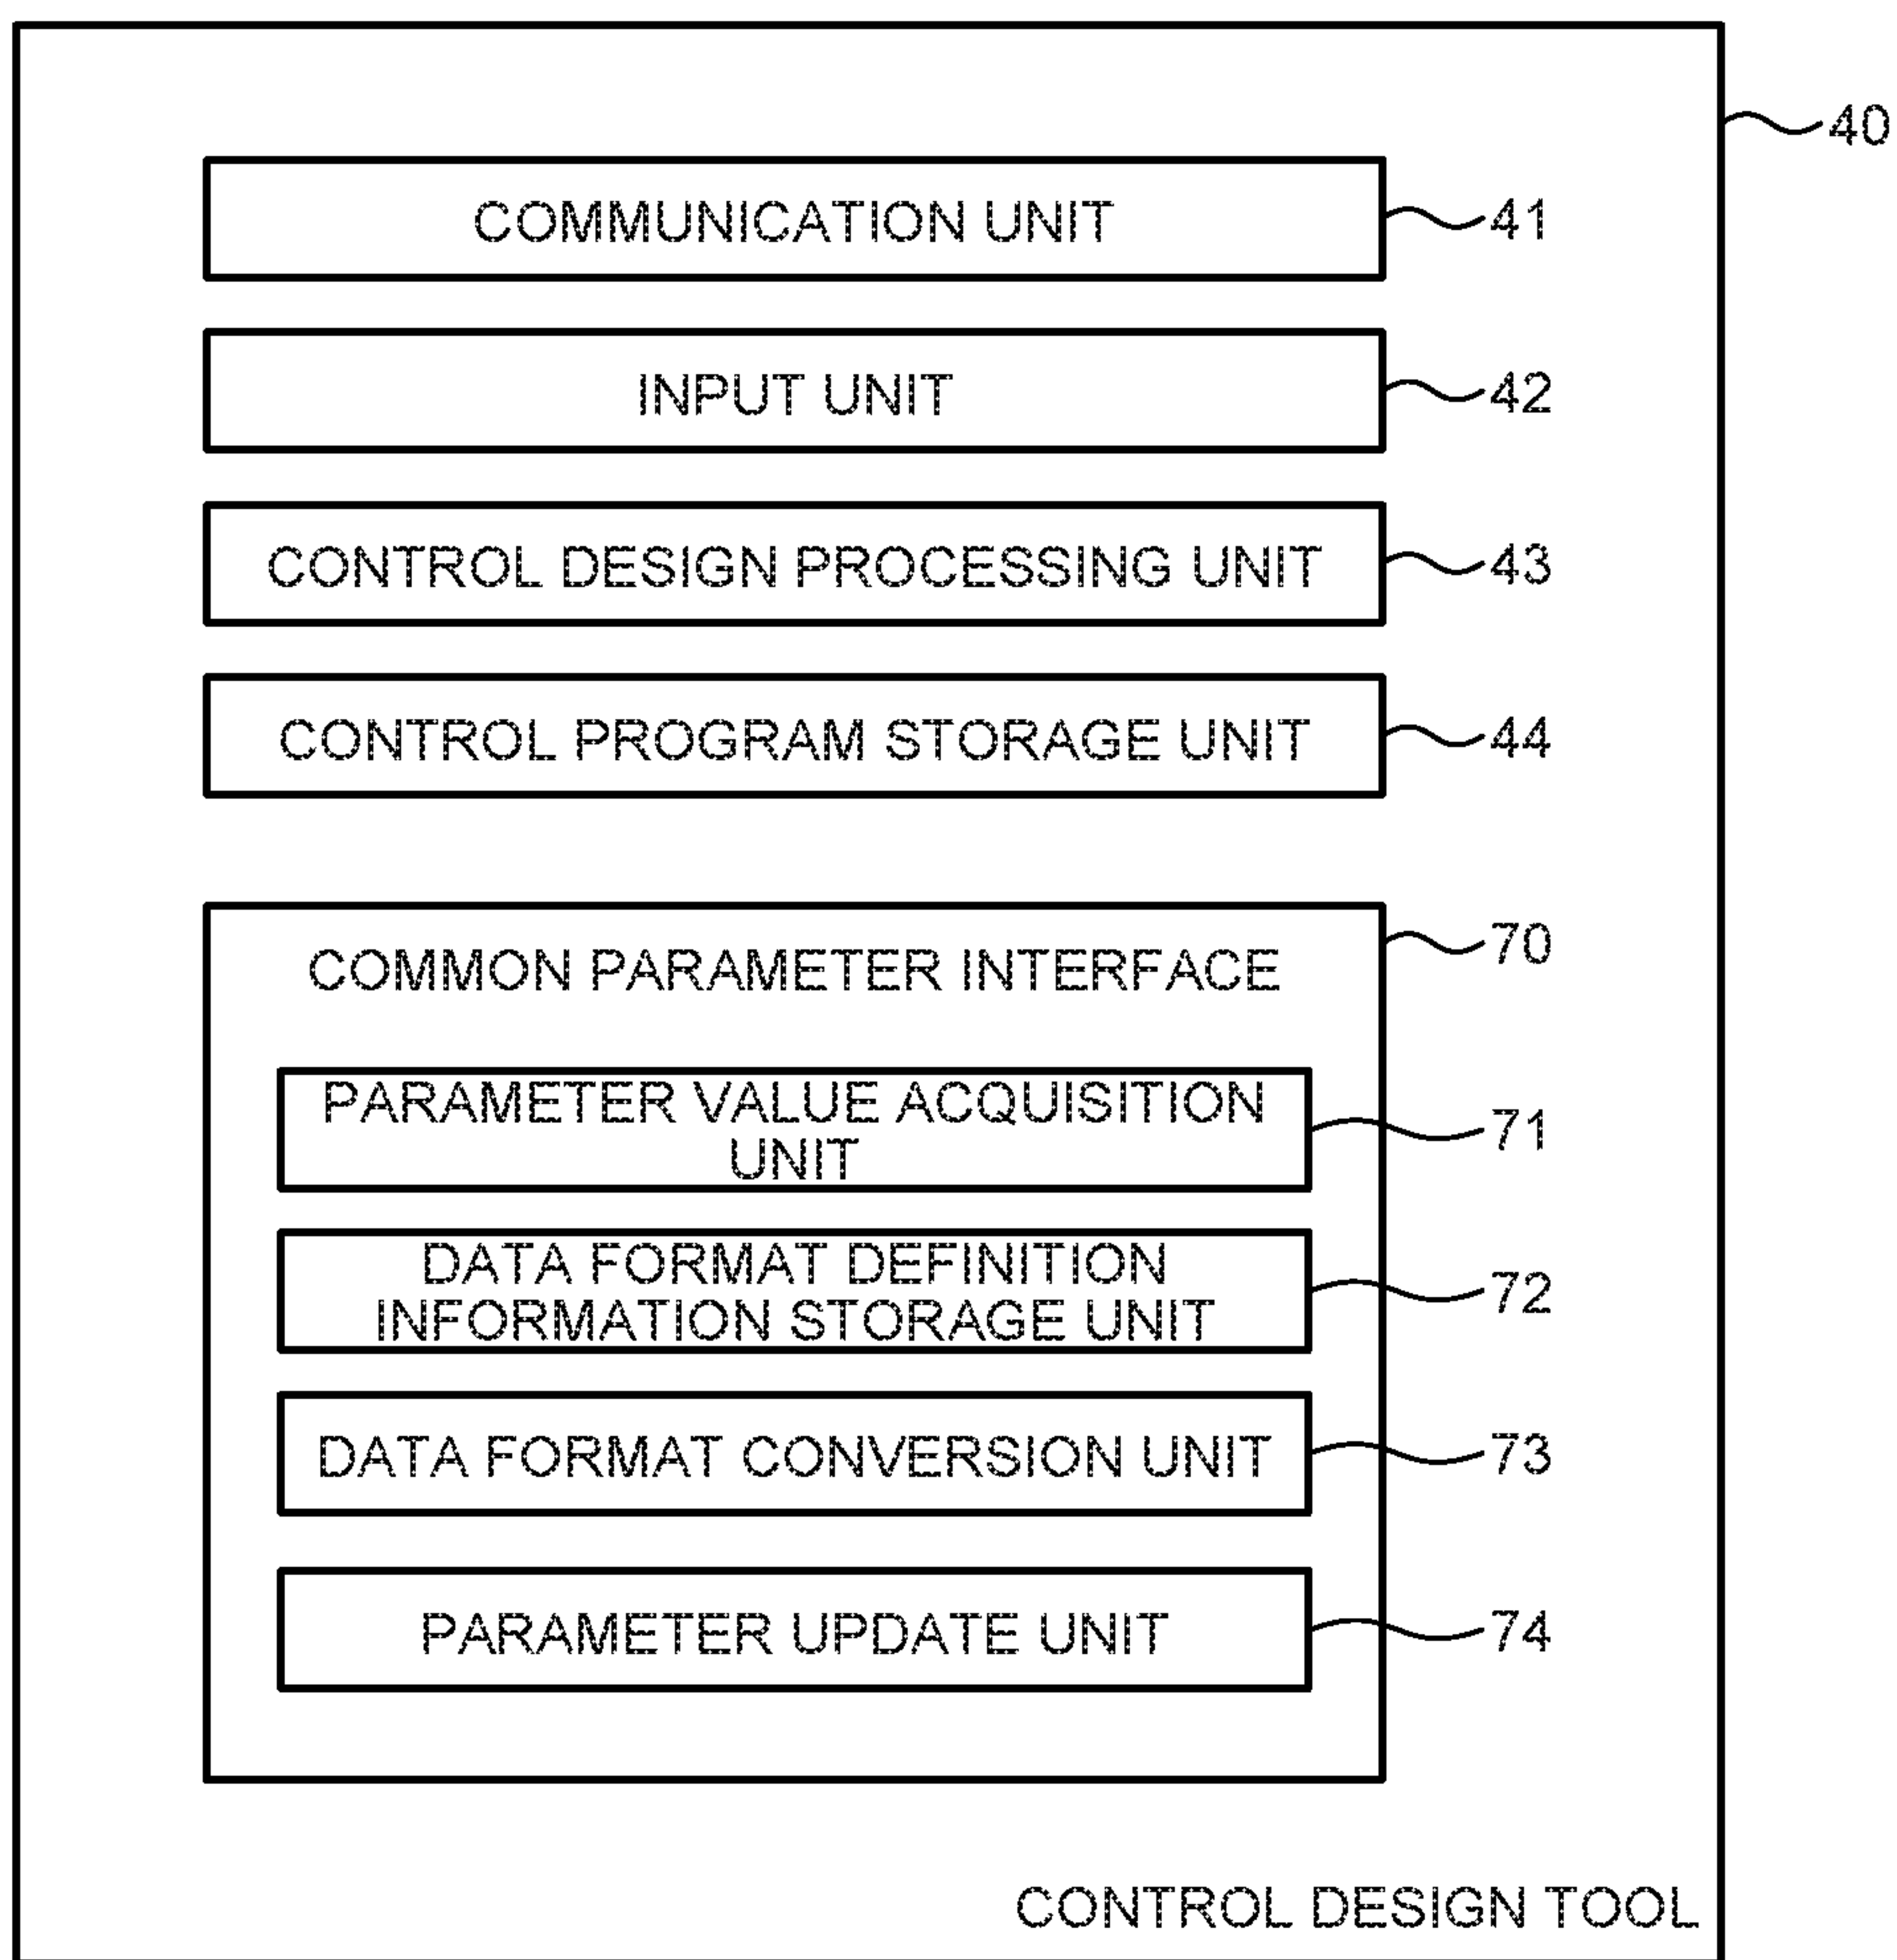 40
COMMUNICATION UNIT
41
INPUT UNIT
42
CONTROL DESIGN PROCESSING UNIT
43
CONTROL PROGRAM STORAGE UNIT
44
COMMON PARAMETER INTERFACE
70
PARAMETER VALUE ACQUISITION
UNIT
71
DATA FORMAT DEFINITION
INFORMATION STORAGE UNIT
72
DATA FORMAT CONVERSION UNIT
73
PARAMETER UPDATE UNIT
74
CONTROL DESIGN TOOL